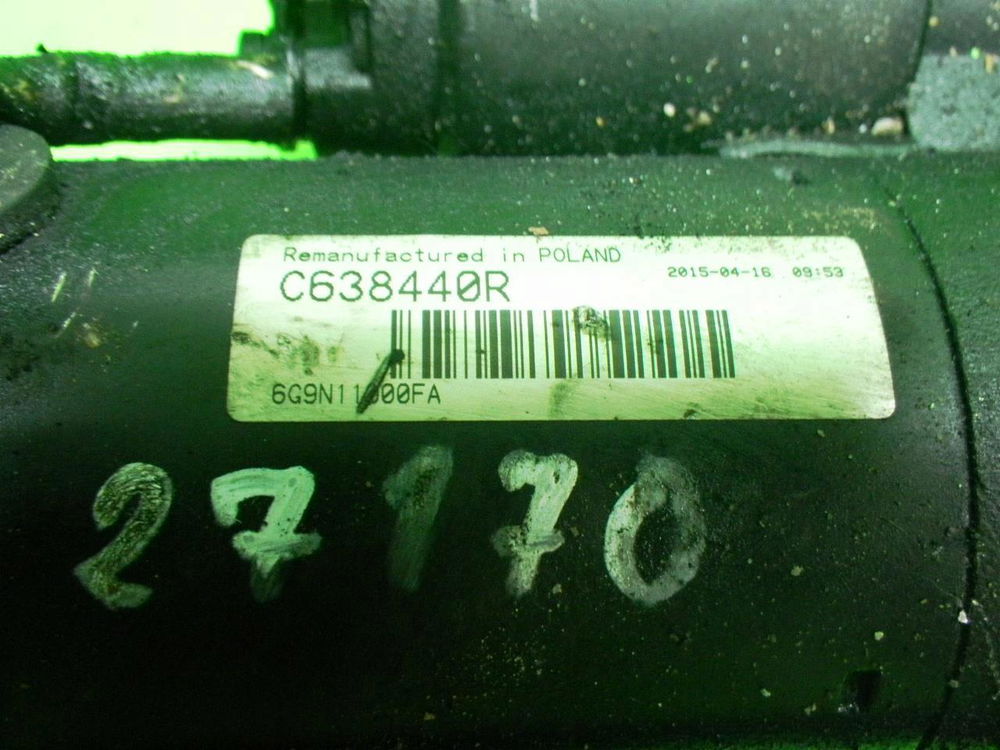 Remanufactured in POLAND
C638440R
2015-04-16 09:53
6G9N11000FA
27170